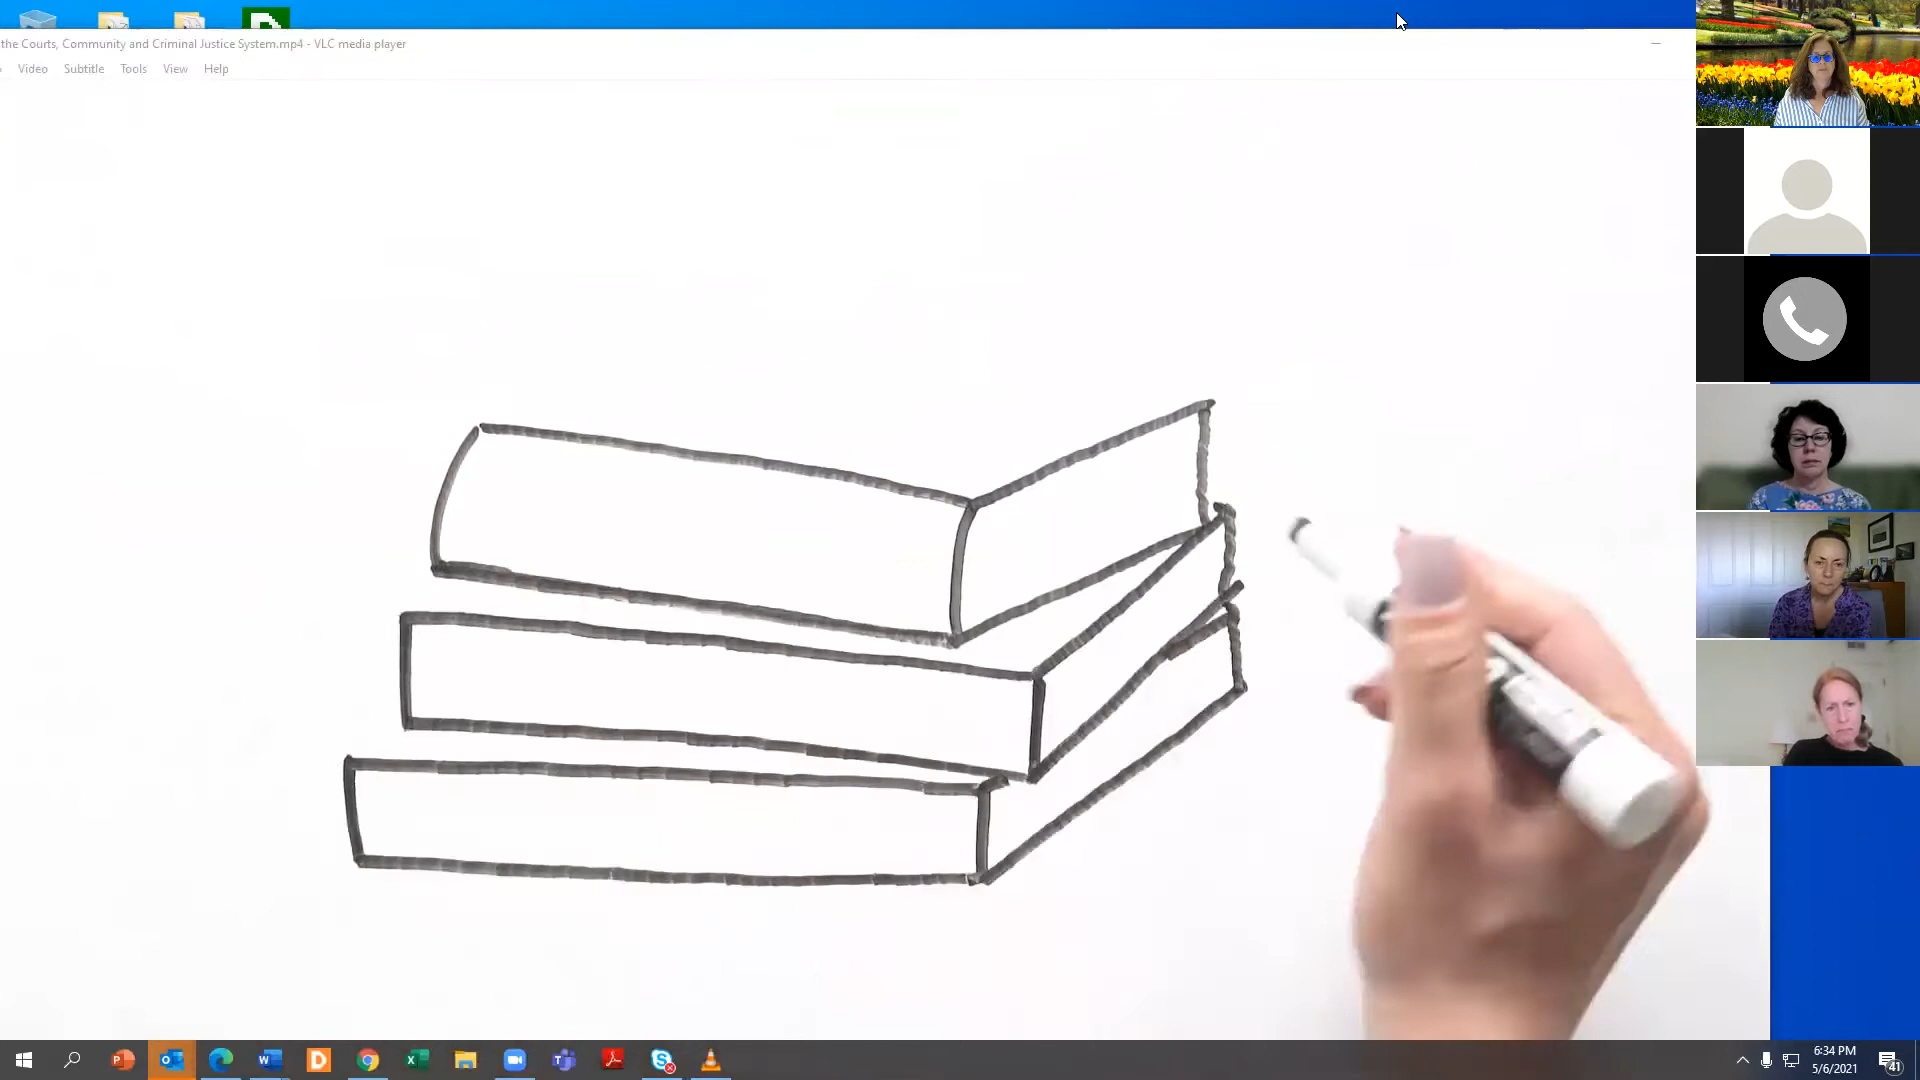 the Courts, Community and Criminal Justice System.mp4 - VLC media player
Video Subtitle Tools View Help
6:34 PM
5/6/2021
41